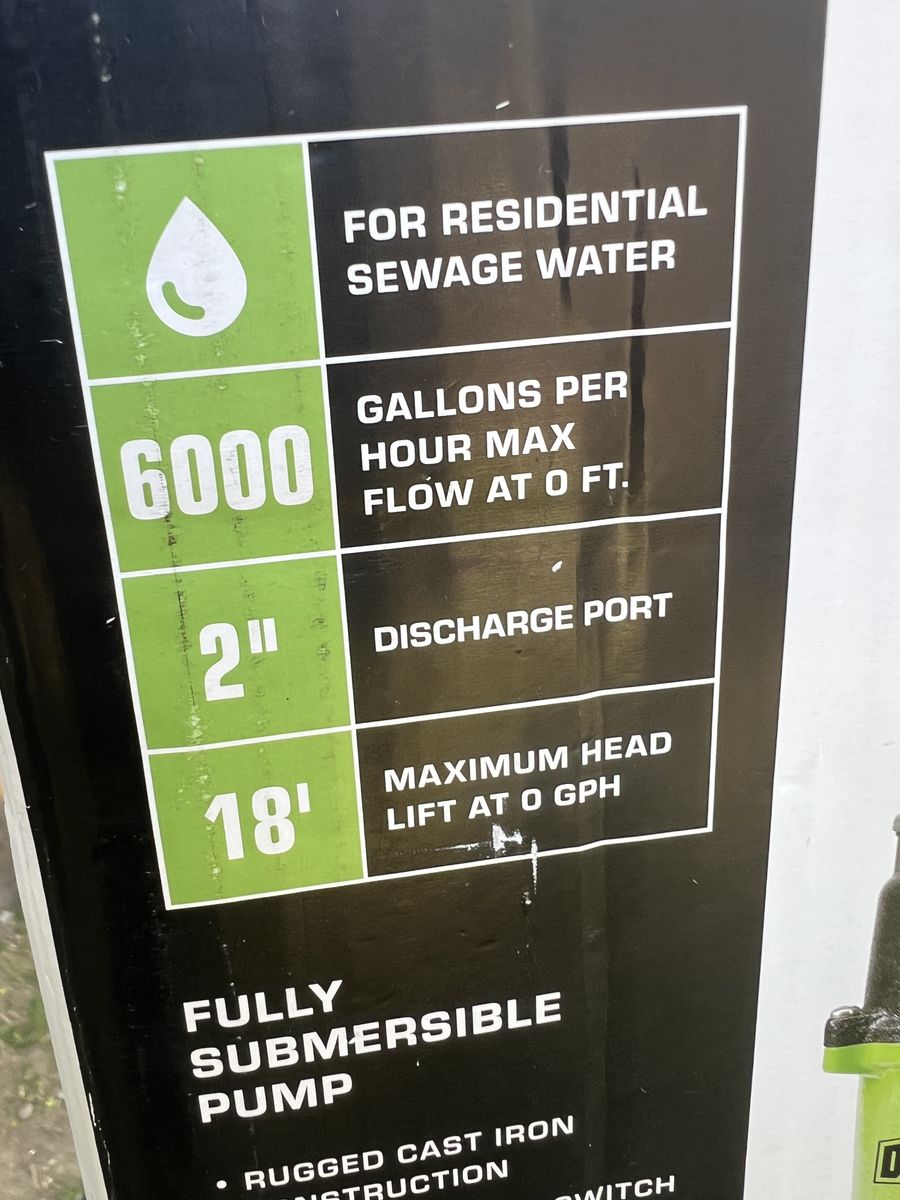 FOR RESIDENTIAL
SEWAGE WATER
6000
GALLONS PER
HOUR MAX
FLOW AT 0 FT.
2"
DISCHARGE PORT
18'
MAXIMUM HEAD
LIFT AT 0 GPH
FULLY
SUBMERSIBLE
PUMP
• RUGGED CAST IRON